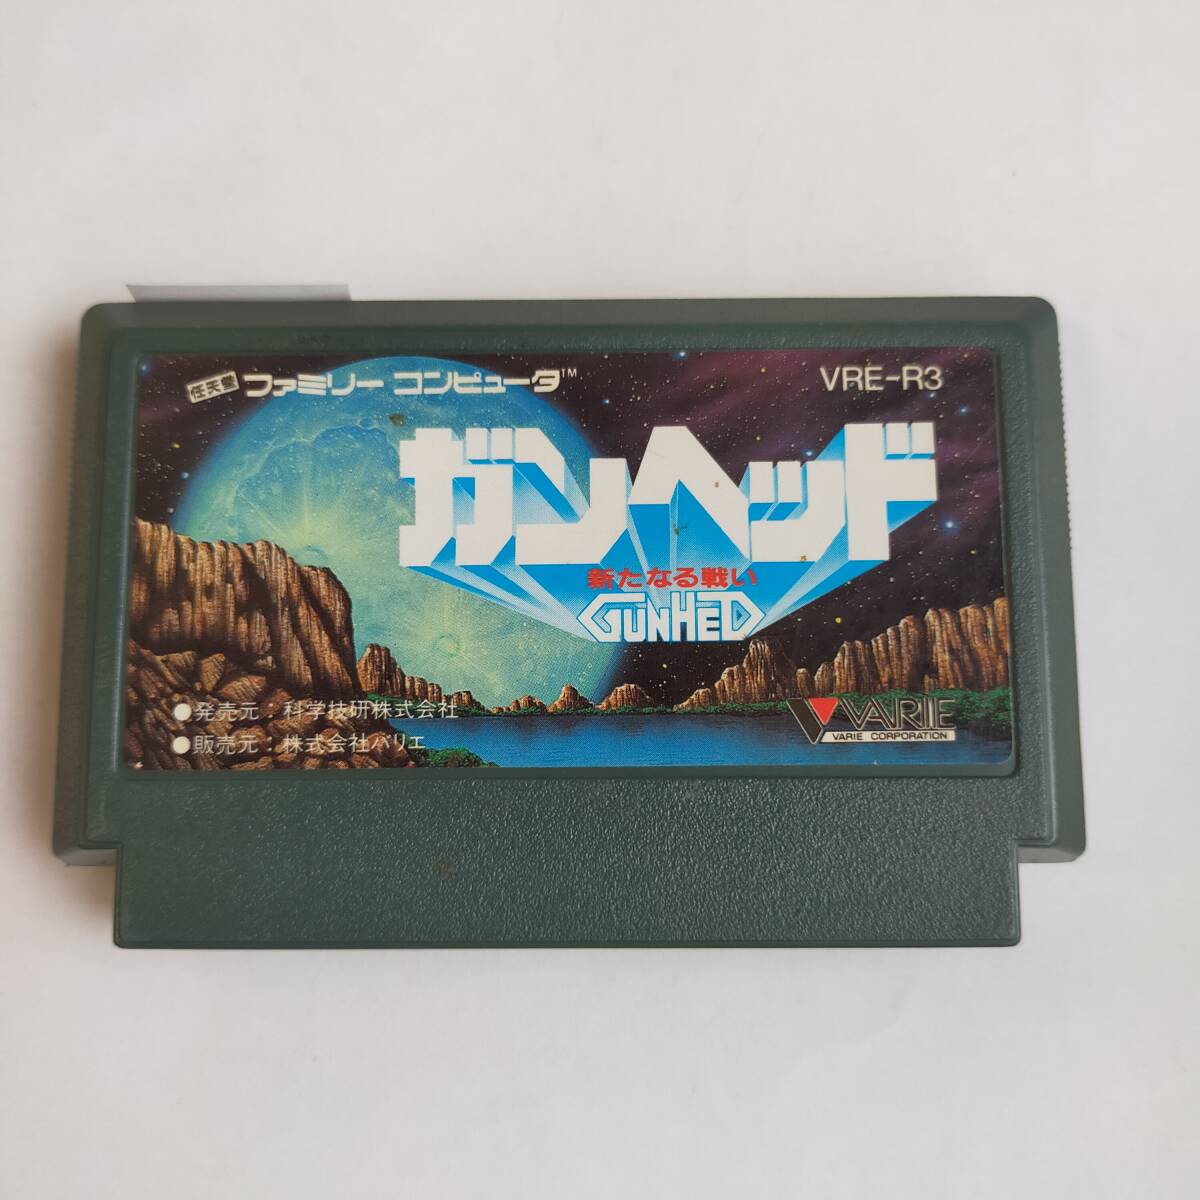 任天堂 ファミリー コンピュータ™
VRE-R3
ガンヘッド
新たなる戦い
GUNHED
●発売元：科学技研株式会社
●販売元：株式会社バリエ
VARIE
VARIE CORPORATION